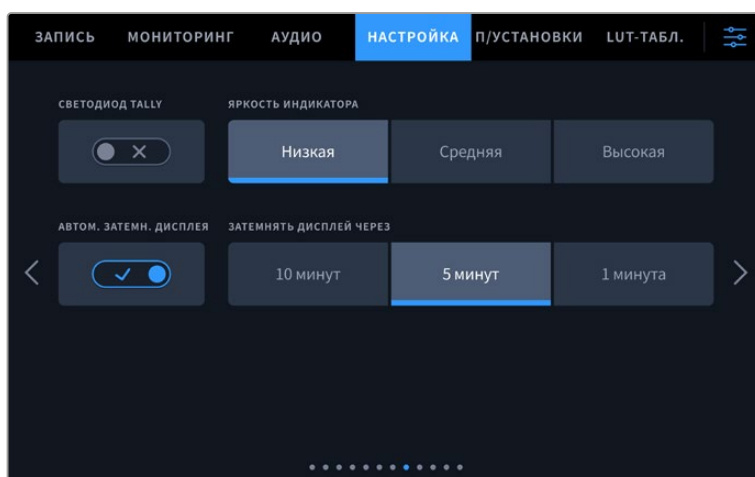 ЗАПИСЬ МОНИТОРИНГ АУДИО НАСТРОЙКА П/УСТАНОВКИ LUT-ТАБЛ.
СВЕТОДИОД TALLY ЯРКОСТЬ ИНДИКАТОРА
Низкая Средняя Высокая
АВТОМ. ЗАТЕМН. ДИСПЛЕЯ ЗАТЕМНЯТЬ ДИСПЛЕЙ ЧЕРЕЗ
10 минут 5 минут 1 минута